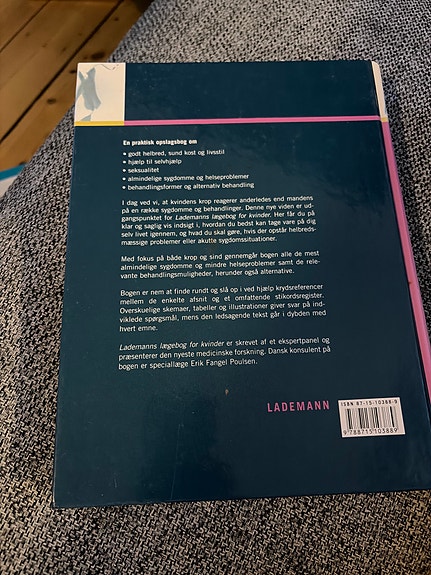 En praktisk opslagsbog om
• godt helbred, sund kost og livsstil
• hjælp til selvhjælp
• seksualitet
• almindelige sygdomme og helseproblemer
• behandlingsformer og alternativ behandling
I dag ved vi, at kvindens krop reagerer anderledes end mandens
på en række sygdomme og behandlinger. Denne nye viden er ud-
gangspunktet for Lademanns lægebog for kvinder. Her får du på
klar og saglig vis indsigt i, hvordan du bedst kan tage vare på dig
selv livet igennem, og hvad du skal gøre, hvis der opstår helbreds-
mæssige problemer eller akutte sygdomssituationer.
Med fokus på både krop og sind gennemgår bogen alle de mest
almindelige sygdomme og mindre helseproblemer samt de rele-
vante behandlingsmuligheder, herunder også alternative.
Bogen er nem at finde rundt og slå op i ved hjælp krydsreferencer
mellem de enkelte afsnit og et omfattende stikordsregister.
Overskuelige skemaer, tabeller og illustrationer giver svar på ind-
viklede spørgsmål, mens den ledsagende tekst går i dybden med
hvert emne.
Lademanns lægebog for kvinder er skrevet af et ekspertpanel og
præsenterer den nyeste medicinske forskning. Dansk konsulent på
bogen er speciallæge Erik Fangel Poulsen.
LADEMANN
ISBN 87-15-10388-9
9788715103889